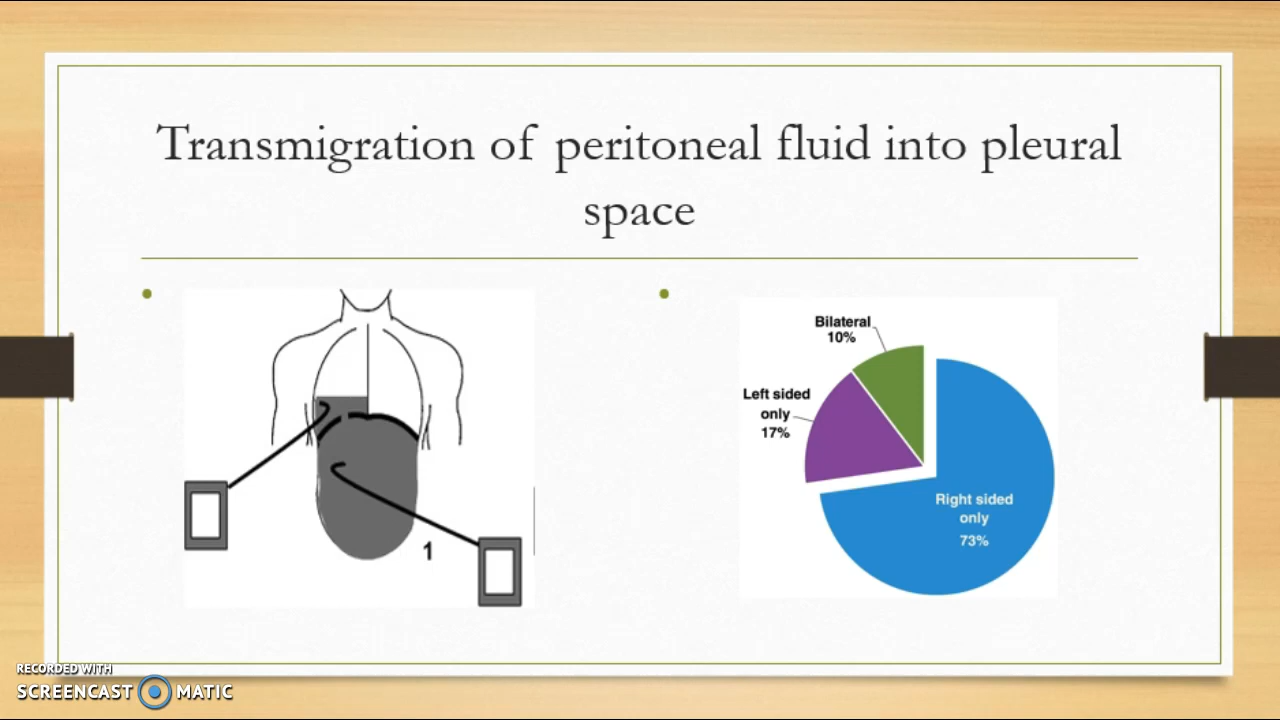 Transmigration of peritoneal fluid into pleural
space
1
Bilateral
10%
Left sided
only
17%
Right sided
only
73%
RECORDED WITH
SCREENCAST MATIC